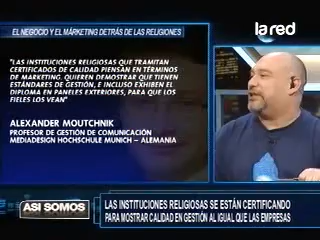 EL NEGOCIO Y EL MÁRKETING DETRÁS DE LAS RELIGIONES
la red
"LAS INSTITUCIONES RELIGIOSAS QUE TRAMITAN
CERTIFICADOS DE CALIDAD PIENSAN EN TÉRMINOS
DE MARKETING. QUIEREN DEMOSTRAR QUE TIENEN
ESTÁNDARES DE GESTIÓN, E INCLUSO EXHIBEN EL
DIPLOMA EN PANELES EXTERIORES, PARA QUE LOS
FIELES LOS VEAN"
ALEXANDER MOUTCHNIK
PROFESOR DE GESTIÓN DE COMUNICACIÓN
MEDIADESIGN HOCHSCHULE MUNICH – ALEMANIA
ASI SOMOS
LAS INSTITUCIONES RELIGIOSAS SE ESTÁN CERTIFICANDO
PARA MOSTRAR CALIDAD EN GESTIÓN AL IGUAL QUE LAS EMPRESAS